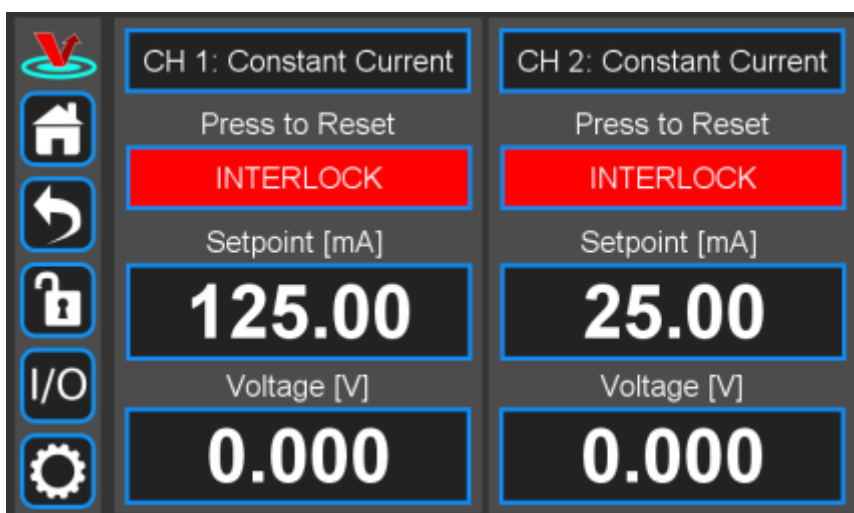 CH 1: Constant Current
Press to Reset
INTERLOCK
Setpoint [mA]
125.00
Voltage [V]
0.000
CH 2: Constant Current
Press to Reset
INTERLOCK
Setpoint [mA]
25.00
Voltage [V]
0.000
I/O